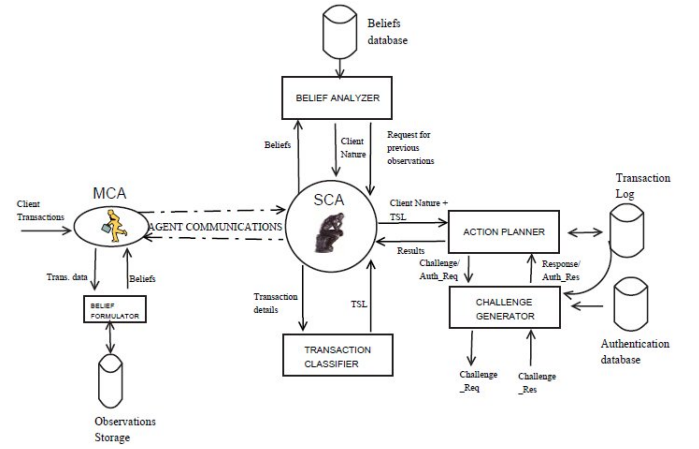 Beliefs
database
BELIEF ANALYZER
Beliefs
Client
Nature
Request for
previous
observations
Transaction
Log
MCA
SCA
Client
Transactions
AGENT COMMUNICATIONS
Client Nature +
TSL
ACTION PLANNER
Results
Trans. data
Beliefs
Challenge/
Auth_Req
Response/
Auth_Res
BELIEF
FORMULATOR
Transaction
details
TSL
CHALLENGE
GENERATOR
TRANSACTION
CLASSIFIER
Authentication
database
Challenge
_Req
Challenge
_Res
Observations
Storage